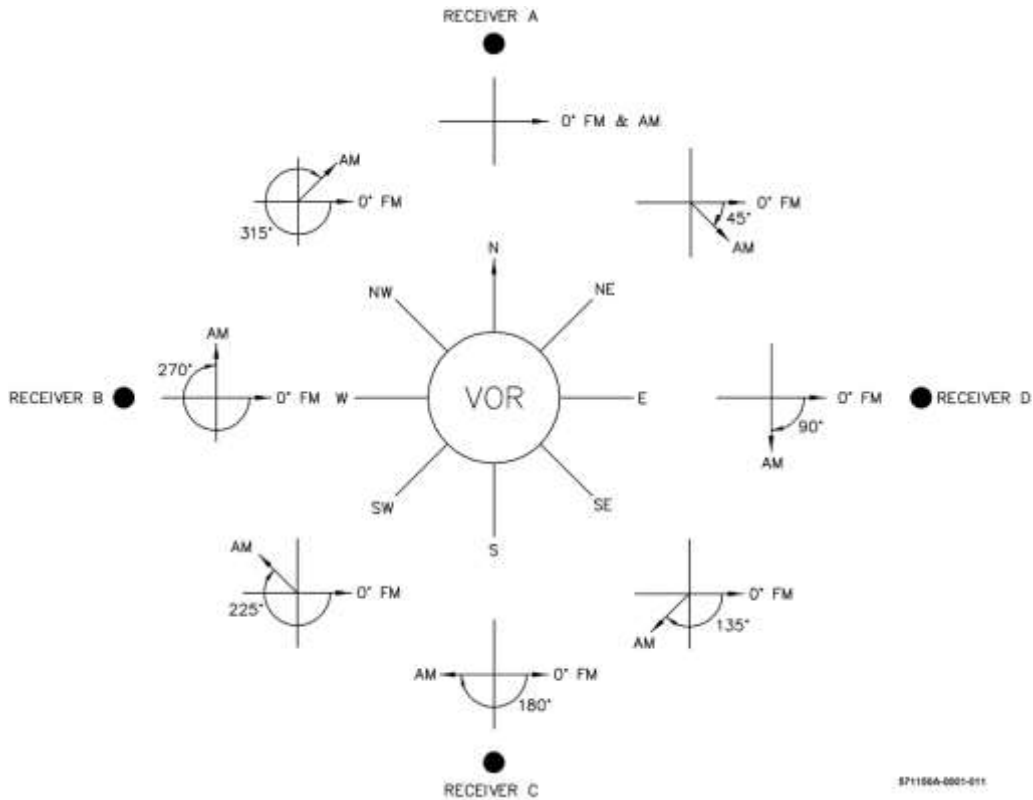 RECEIVER A
0° FM & AM
AM
0° FM
315°
0° FM
45°
AM
N
NW
NE
AM
270°
RECEIVER B
0° FM
W
VOR
E
0° FM
90°
AM
RECEIVER D
SW
SE
S
AM
0° FM
225°
0° FM
135°
AM
AM
0° FM
180°
RECEIVER C